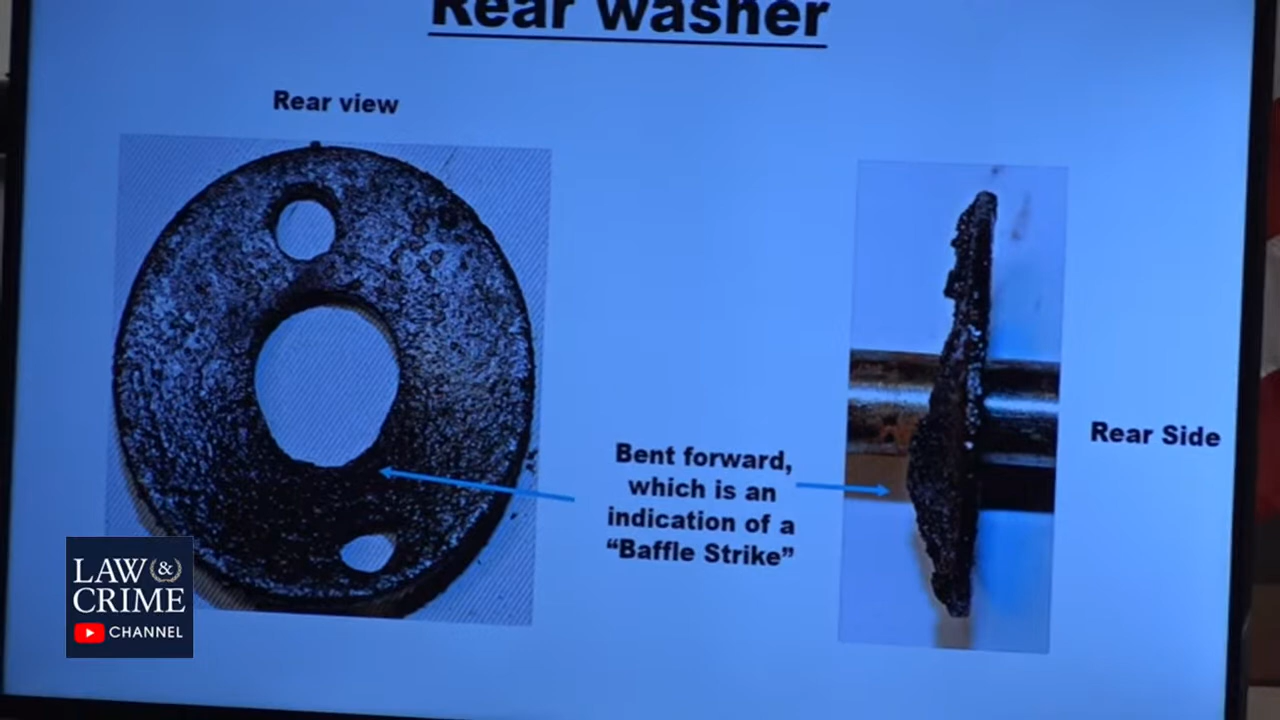 Rear washer
Rear view
Bent forward,
which is an
indication of a
“Baffle Strike”
Rear Side
LAW &
CRIME
CHANNEL